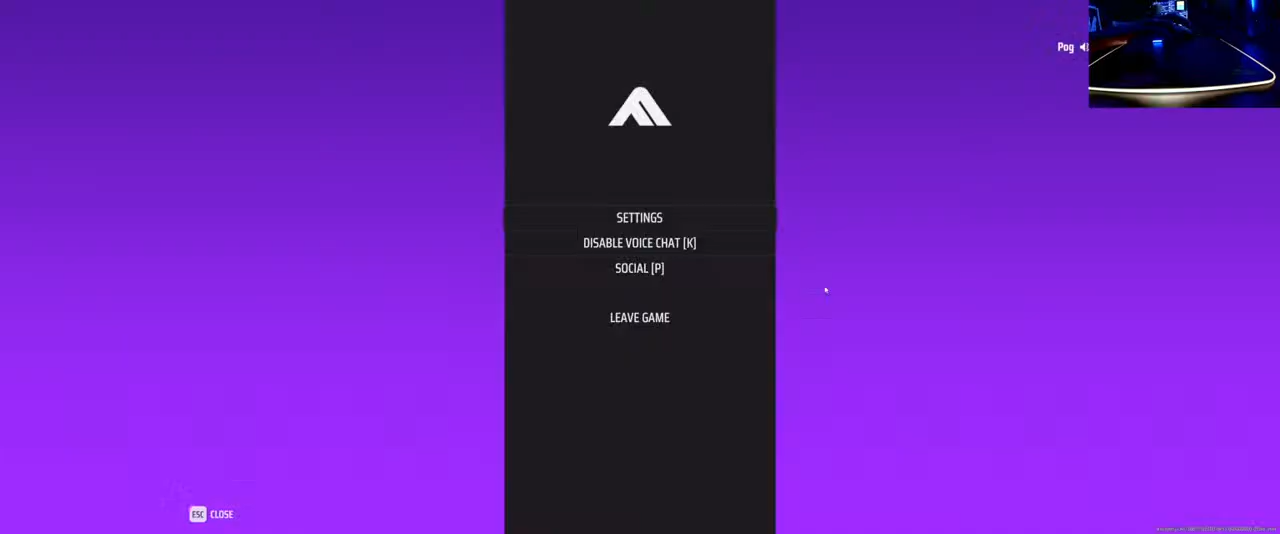 Pog
SETTINGS
DISABLE VOICE CHAT [K]
SOCIAL [P]
LEAVE GAME
ESC CLOSE